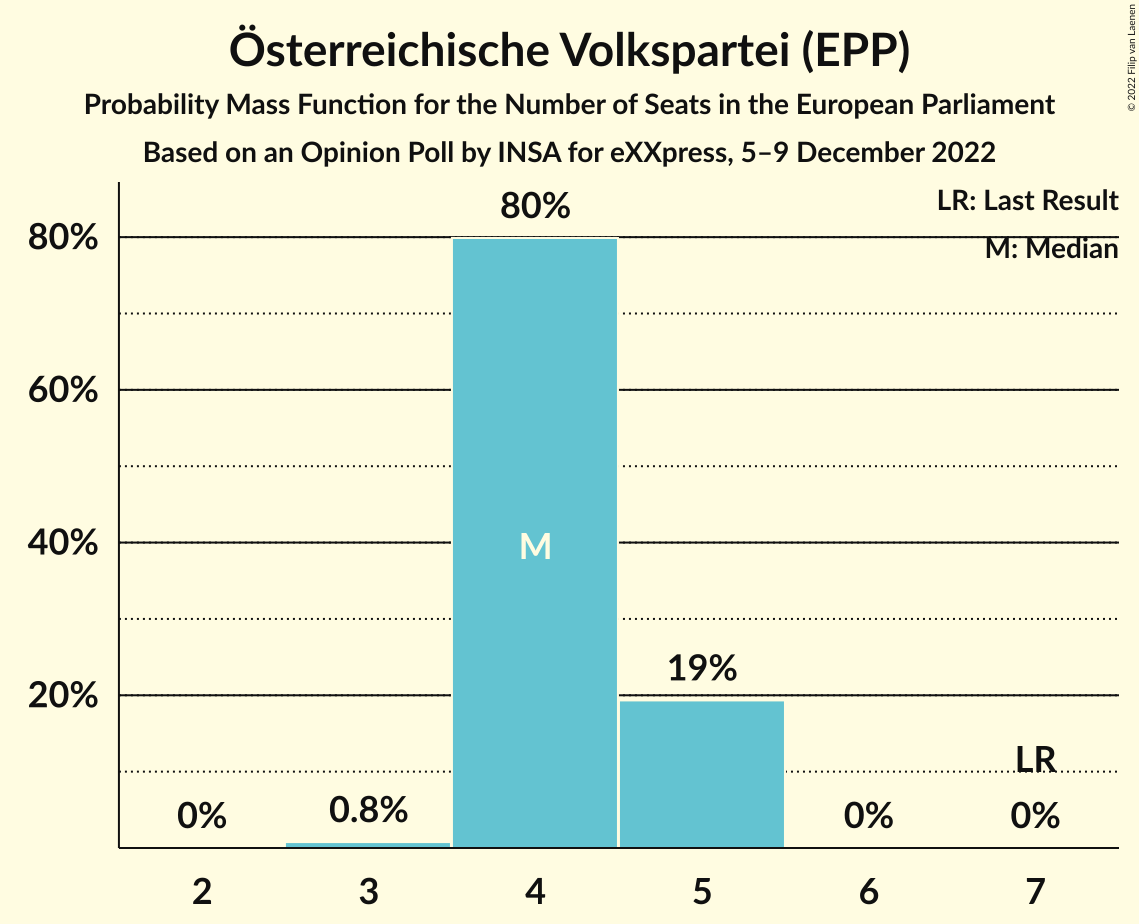 Österreichische Volkspartei (EPP)
Probability Mass Function for the Number of Seats in the European Parliament
Based on an Opinion Poll by INSA for eXXpress, 5–9 December 2022
© 2022 Filip van Laenen
LR: Last Result
M: Median
80%
60%
40%
20%
0%
0.8%
80%
M
19%
0%
LR
0%
2
3
4
5
6
7